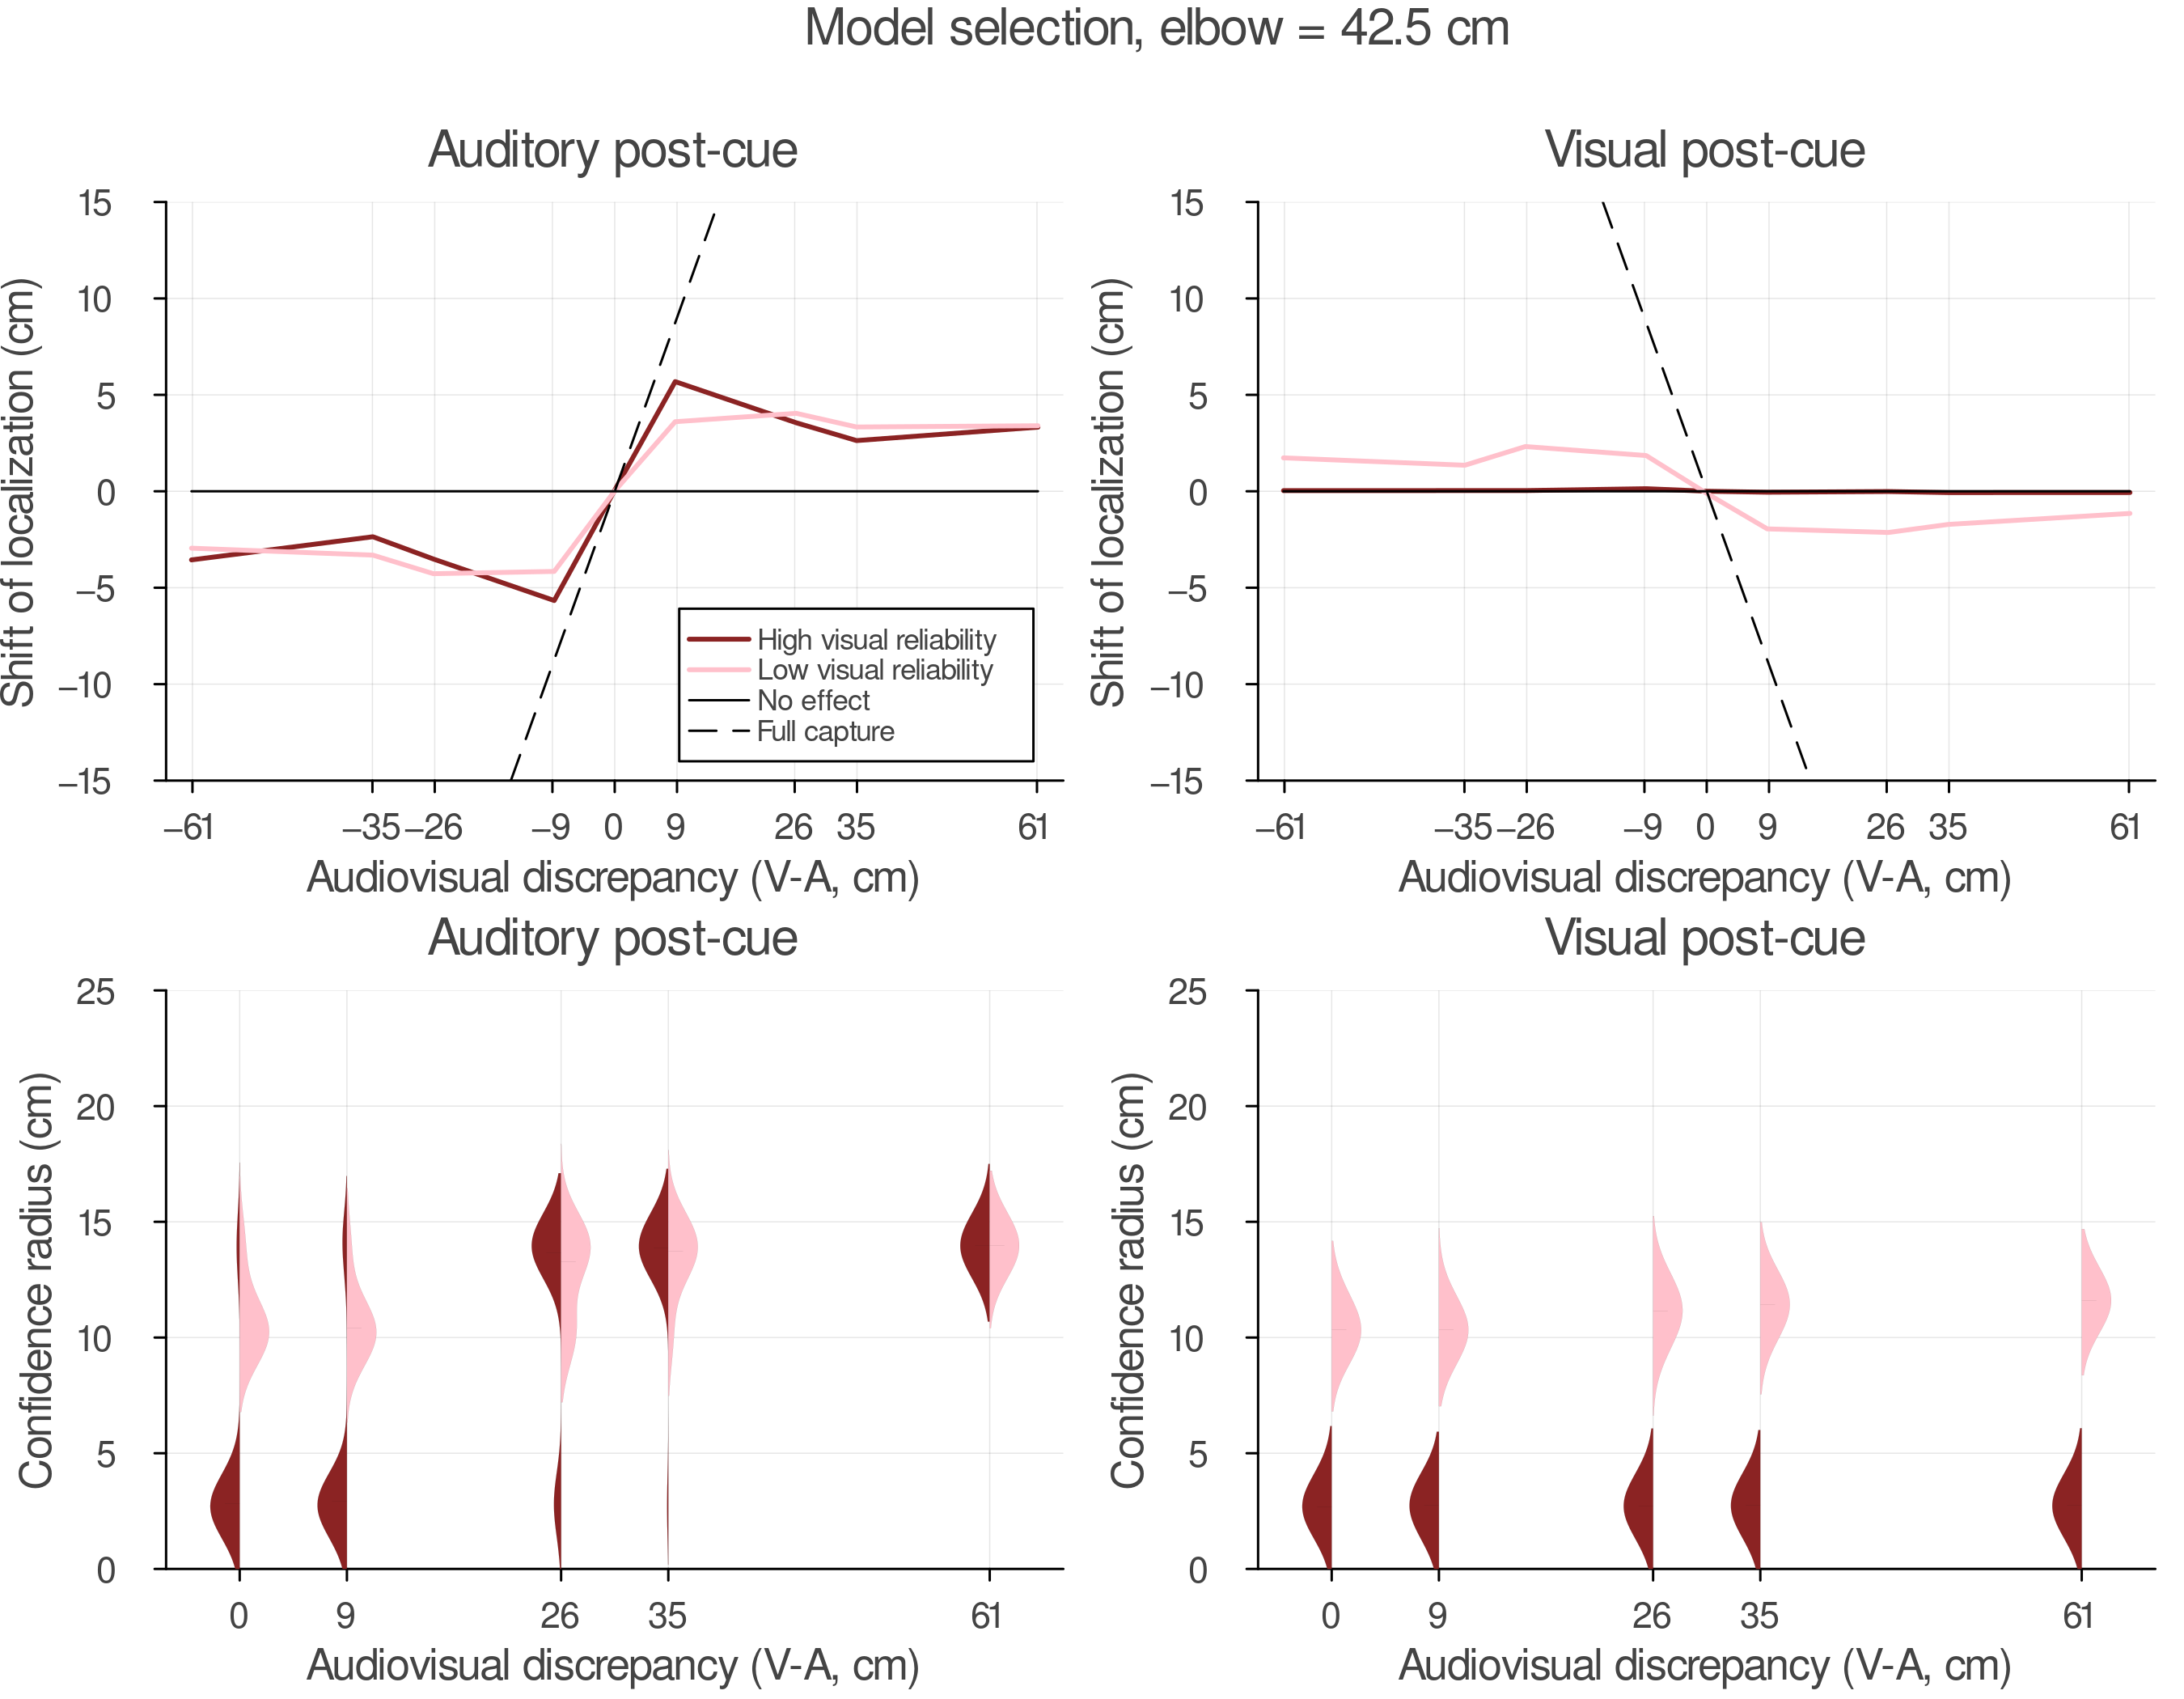 Model selection, elbow = 42.5 cm
Auditory post-cue
Shift of localization (cm)
15
10
5
0
−5
−10
−15
High visual reliability
Low visual reliability
No effect
Full capture
−61 −35 −26 −9 0 9 26 35 61
Audiovisual discrepancy (V-A, cm)
Visual post-cue
Shift of localization (cm)
15
10
5
0
−5
−10
−15
−61 −35 −26 −9 0 9 26 35 61
Audiovisual discrepancy (V-A, cm)
Auditory post-cue
Confidence radius (cm)
25
20
15
10
5
0
0 9 26 35 61
Audiovisual discrepancy (V-A, cm)
Visual post-cue
Confidence radius (cm)
25
20
15
10
5
0
0 9 26 35 61
Audiovisual discrepancy (V-A, cm)